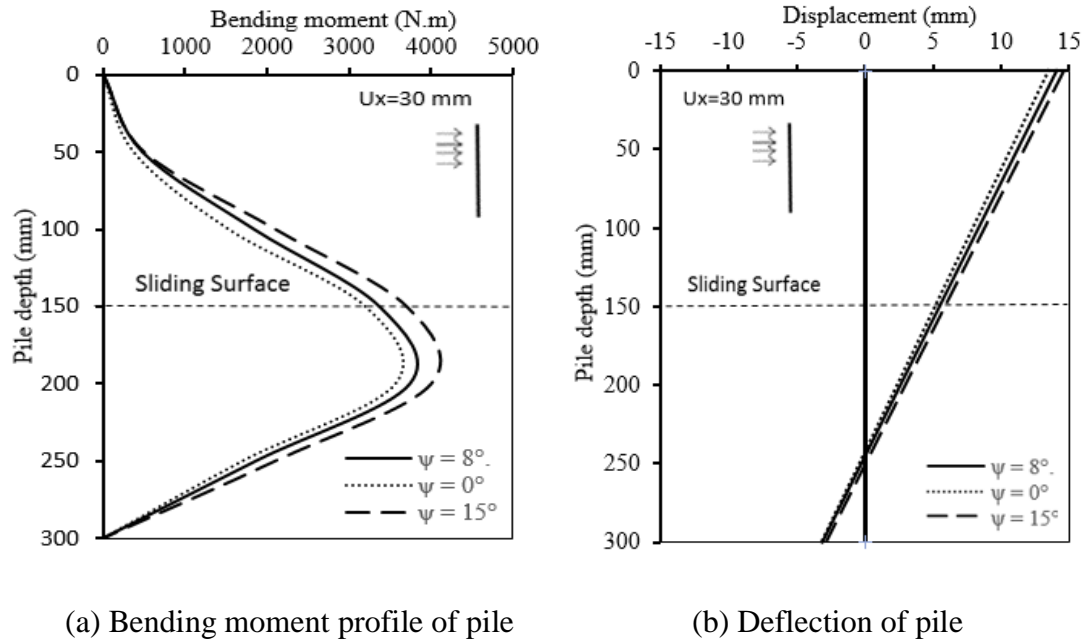 Bending moment (N.m)
0 1000 2000 3000 4000 5000
0
50
100
150
200
250
300
Pile depth (mm)
Ux=30 mm
Sliding Surface
ψ = 8°.
ψ = 0°
ψ = 15°
(a) Bending moment profile of pile
Displacement (mm)
-15 -10 -5 0 5 10 15
0
50
100
150
200
250
300
Pile depth (mm)
Ux=30 mm
Sliding Surface
ψ = 8°.
ψ = 0°
ψ = 15°
(b) Deflection of pile